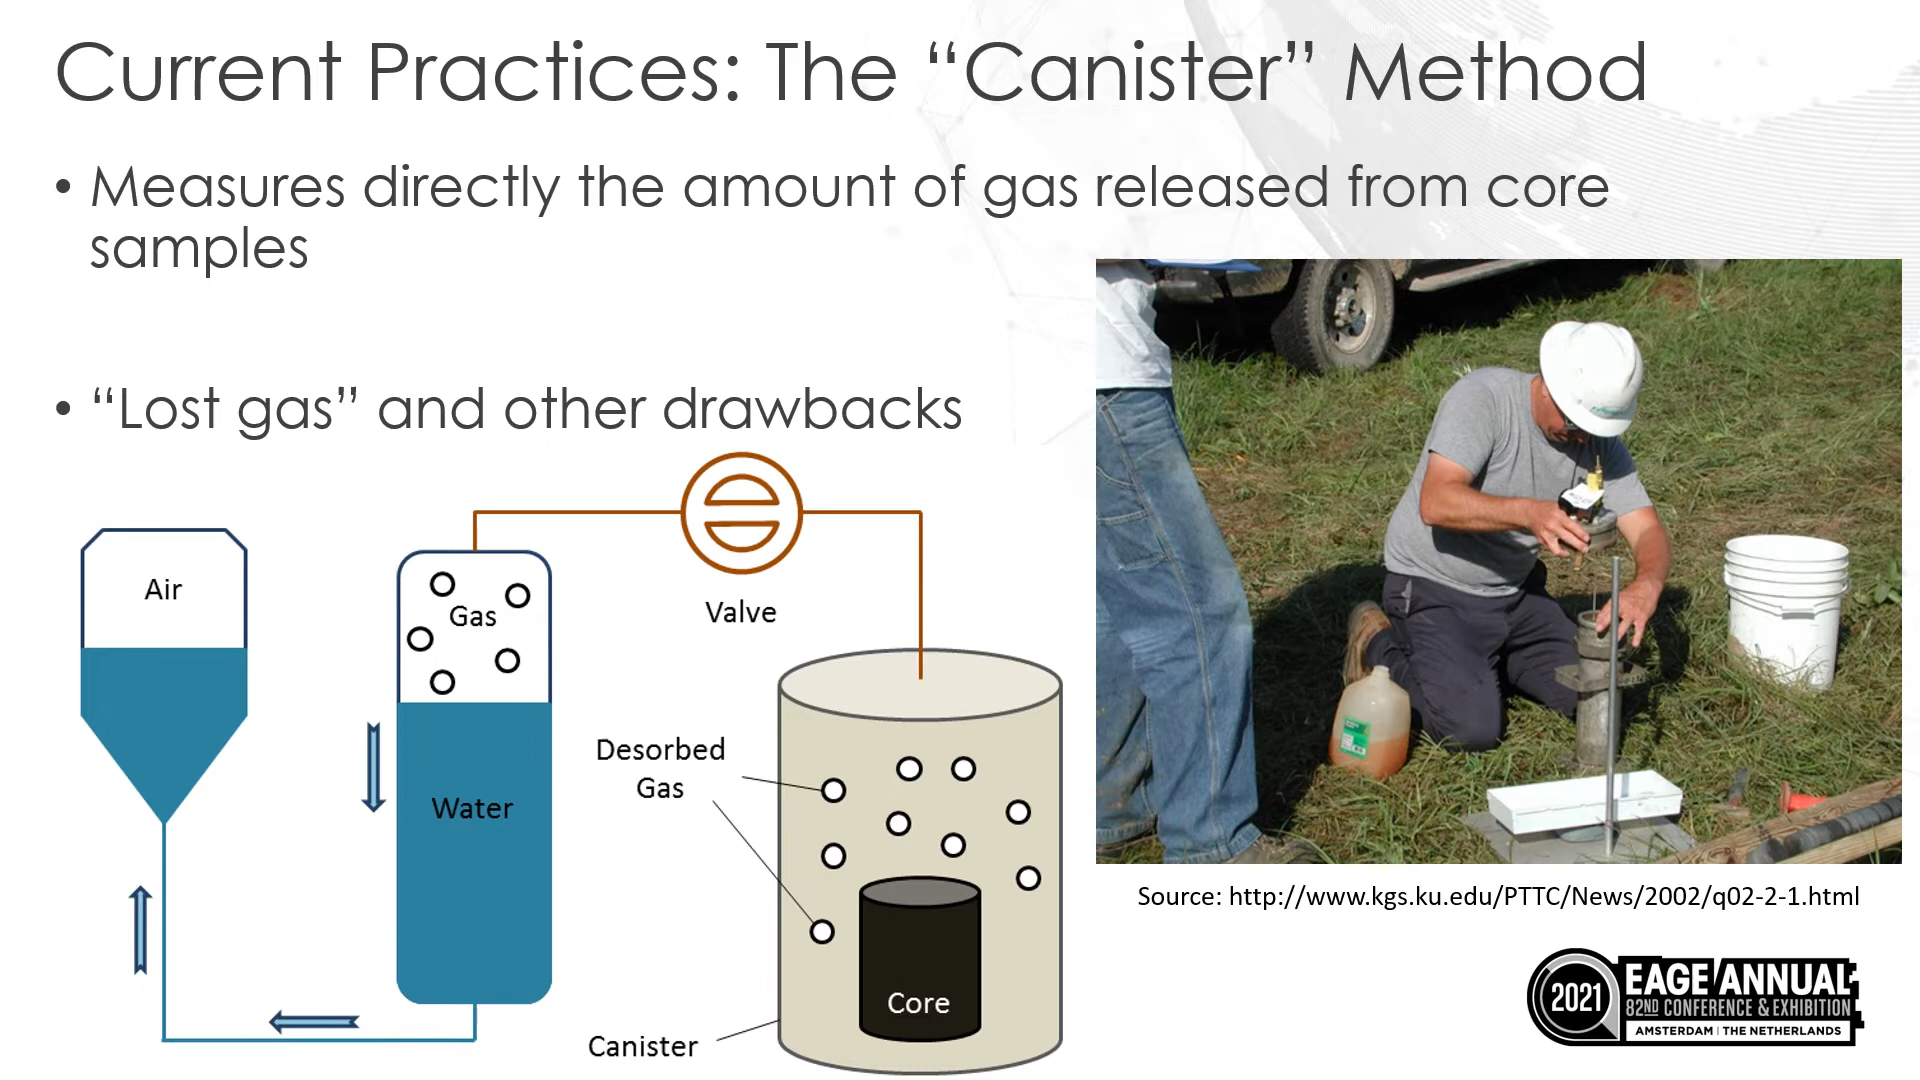 Current Practices: The “Canister” Method
• Measures directly the amount of gas released from core
samples
• “Lost gas” and other drawbacks
Air
Gas
Valve
Water
Desorbed
Gas
Core
Canister
Source: http://www.kgs.ku.edu/PTTC/News/2002/q02-2-1.html
2021
EAGE ANNUAL
82ND CONFERENCE & EXHIBITION
AMSTERDAM | THE NETHERLANDS